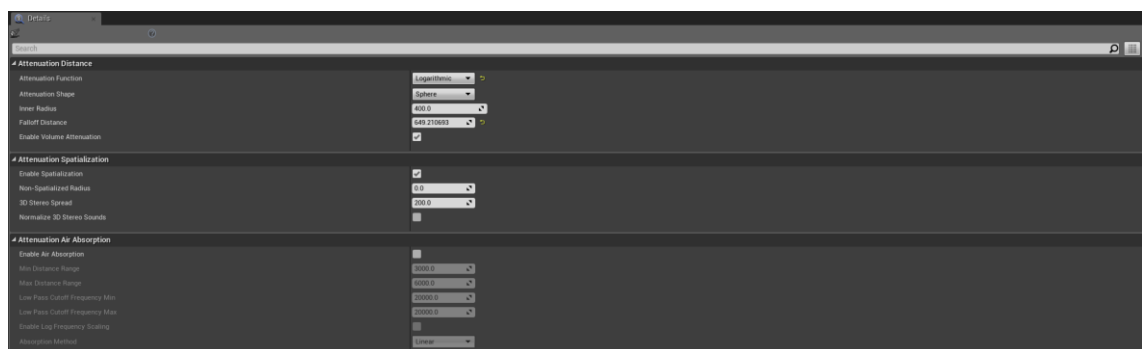 Details
Search
Attenuation Distance
Attenuation Function Logarithmic
Attenuation Shape Sphere
Inner Radius 400.0
Falloff Distance 649.210693
Enable Volume Attenuation
Attenuation Spatialization
Enable Spatialization
Non-Spatialized Radius 0.0
3D Stereo Spread 200.0
Normalize 3D Stereo Sounds
Attenuation Air Absorption
Enable Air Absorption
Min Distance Range 3000.0
Max Distance Range 6000.0
Low Pass Cutoff Frequency Min 20000.0
Low Pass Cutoff Frequency Max 20000.0
Enable Log Frequency Scaling
Absorption Method Linear